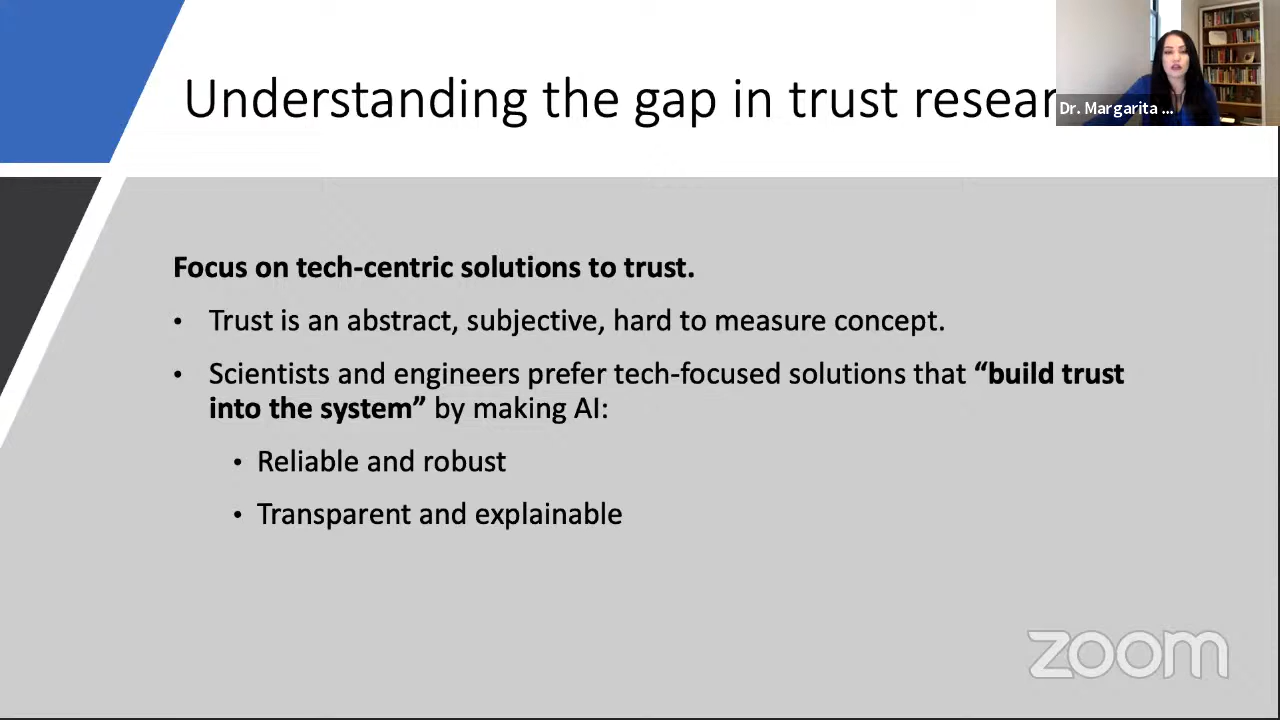 Understanding the gap in trust resear
Dr. Margarita ...
Focus on tech-centric solutions to trust.
• Trust is an abstract, subjective, hard to measure concept.
• Scientists and engineers prefer tech-focused solutions that “build trust
into the system” by making AI:
• Reliable and robust
• Transparent and explainable
zoom